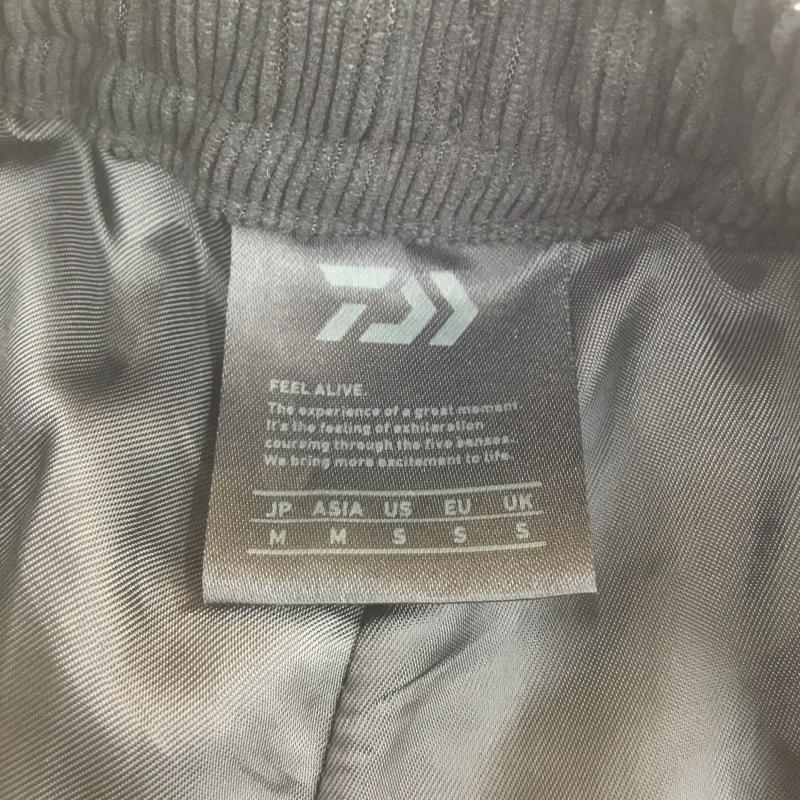 FEEL ALIVE.
The experience of a great moment.
It's the feeling of exhilaration
coursing through the five senses.
We bring more excitement to life.
JP ASIA US EU UK
M M S S S